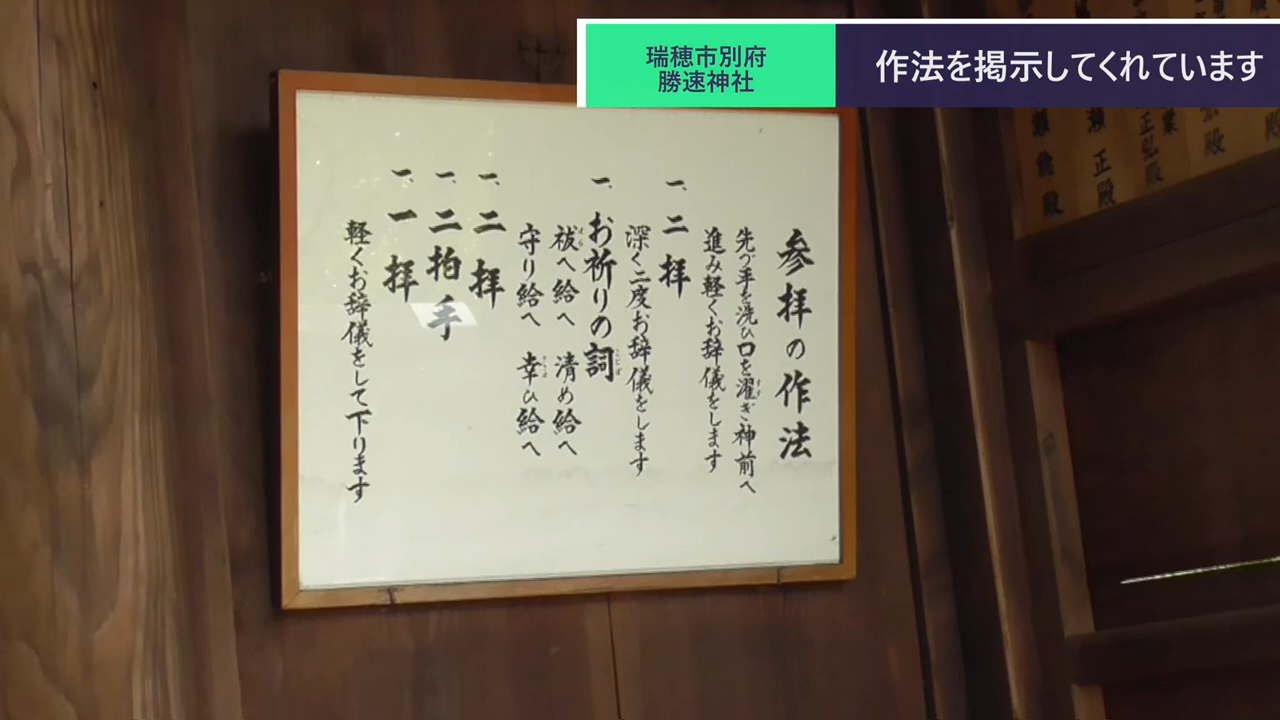 瑞穂市別府
勝速神社
作法を掲示してくれています
参拝の作法
先づ手を洗ひ口を濯ぎ神前へ
進み軽くお辞儀をします
一、二拝
深く二度お辞儀をします
一、お祈りの詞
祓へ給へ 清め給へ
守り給へ 幸ひ給へ
一、二拝
一、二拍手
一、一拝
軽くお辞儀をして下ります